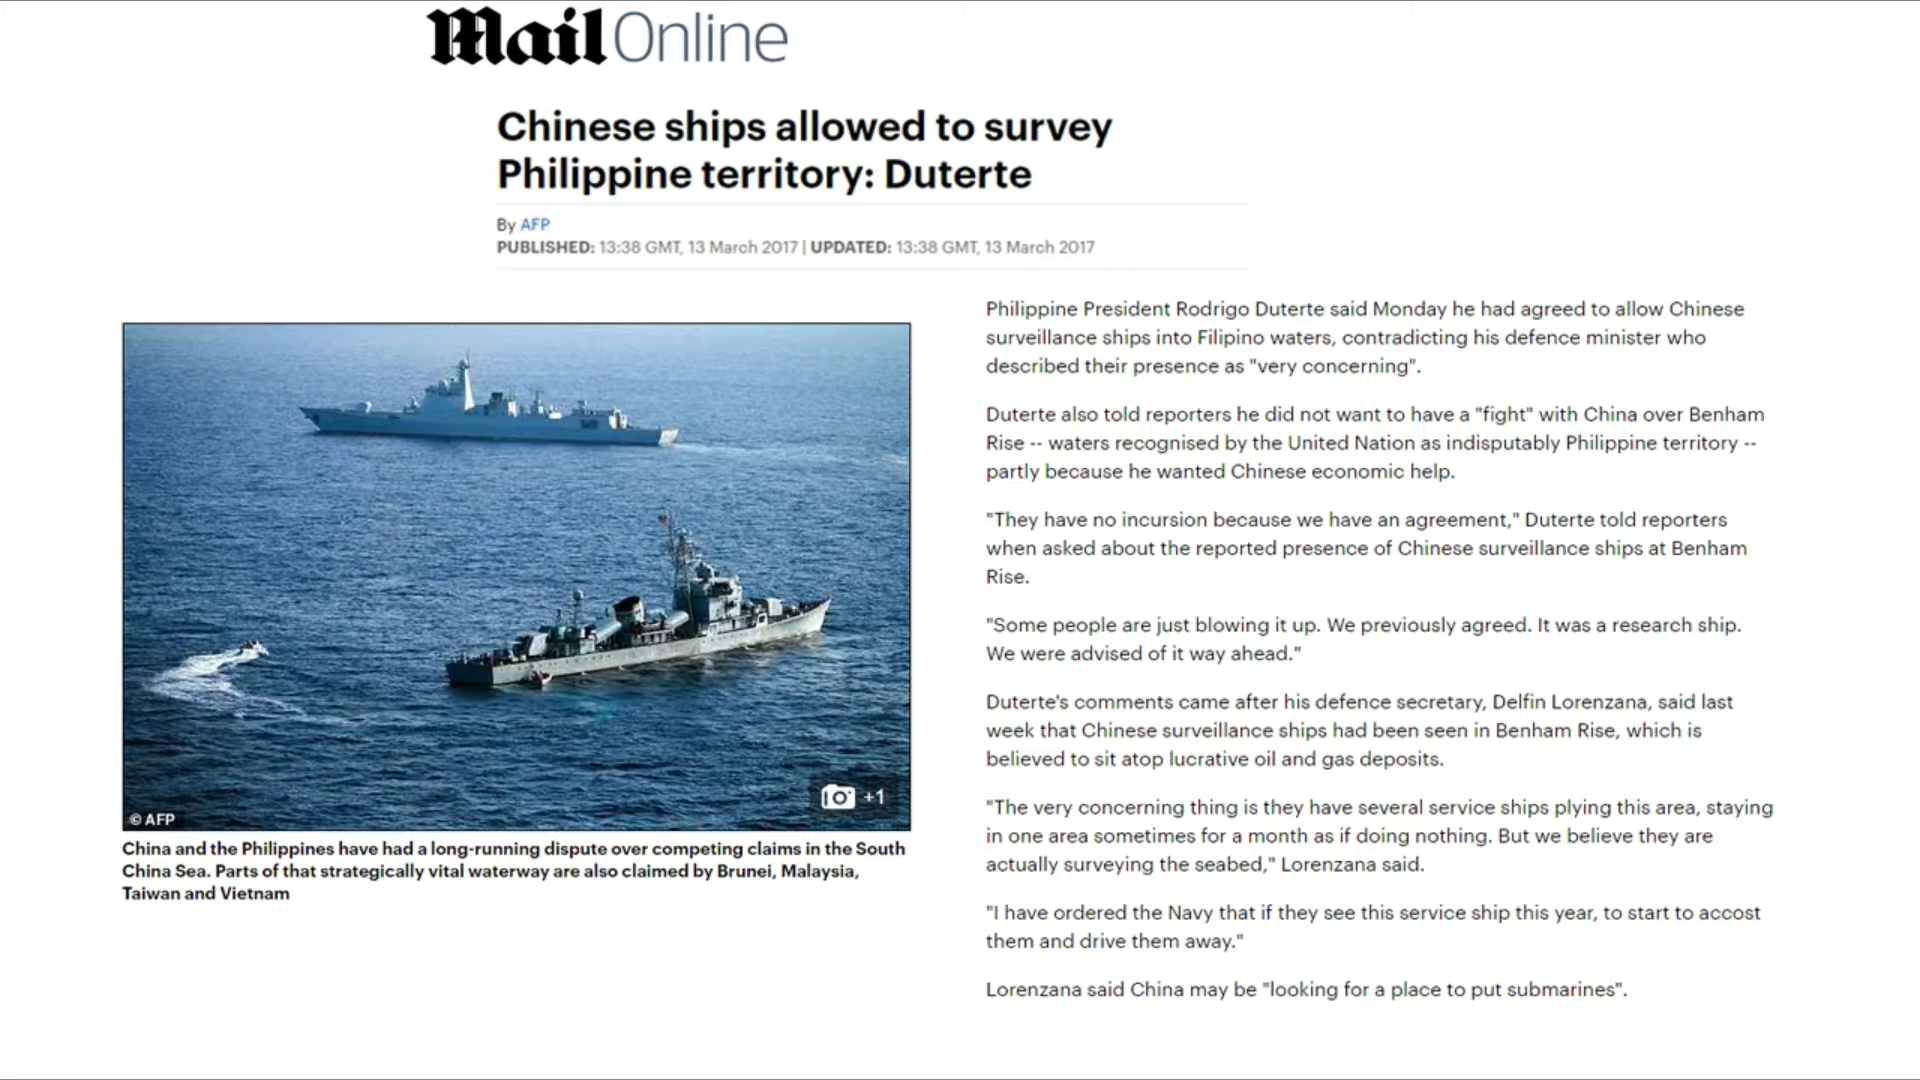 Mail Online
Chinese ships allowed to survey
Philippine territory: Duterte
By AFP
PUBLISHED: 13:38 GMT, 13 March 2017 | UPDATED: 13:38 GMT, 13 March 2017
+1
© AFP
China and the Philippines have had a long-running dispute over competing claims in the South
China Sea. Parts of that strategically vital waterway are also claimed by Brunei, Malaysia,
Taiwan and Vietnam
Philippine President Rodrigo Duterte said Monday he had agreed to allow Chinese
surveillance ships into Filipino waters, contradicting his defence minister who
described their presence as "very concerning".
Duterte also told reporters he did not want to have a "fight" with China over Benham
Rise -- waters recognised by the United Nation as indisputably Philippine territory --
partly because he wanted Chinese economic help.
"They have no incursion because we have an agreement," Duterte told reporters
when asked about the reported presence of Chinese surveillance ships at Benham
Rise.
"Some people are just blowing it up. We previously agreed. It was a research ship.
We were advised of it way ahead."
Duterte's comments came after his defence secretary, Delfin Lorenzana, said last
week that Chinese surveillance ships had been seen in Benham Rise, which is
believed to sit atop lucrative oil and gas deposits.
"The very concerning thing is they have several service ships plying this area, staying
in one area sometimes for a month as if doing nothing. But we believe they are
actually surveying the seabed," Lorenzana said.
"I have ordered the Navy that if they see this service ship this year, to start to accost
them and drive them away."
Lorenzana said China may be "looking for a place to put submarines".